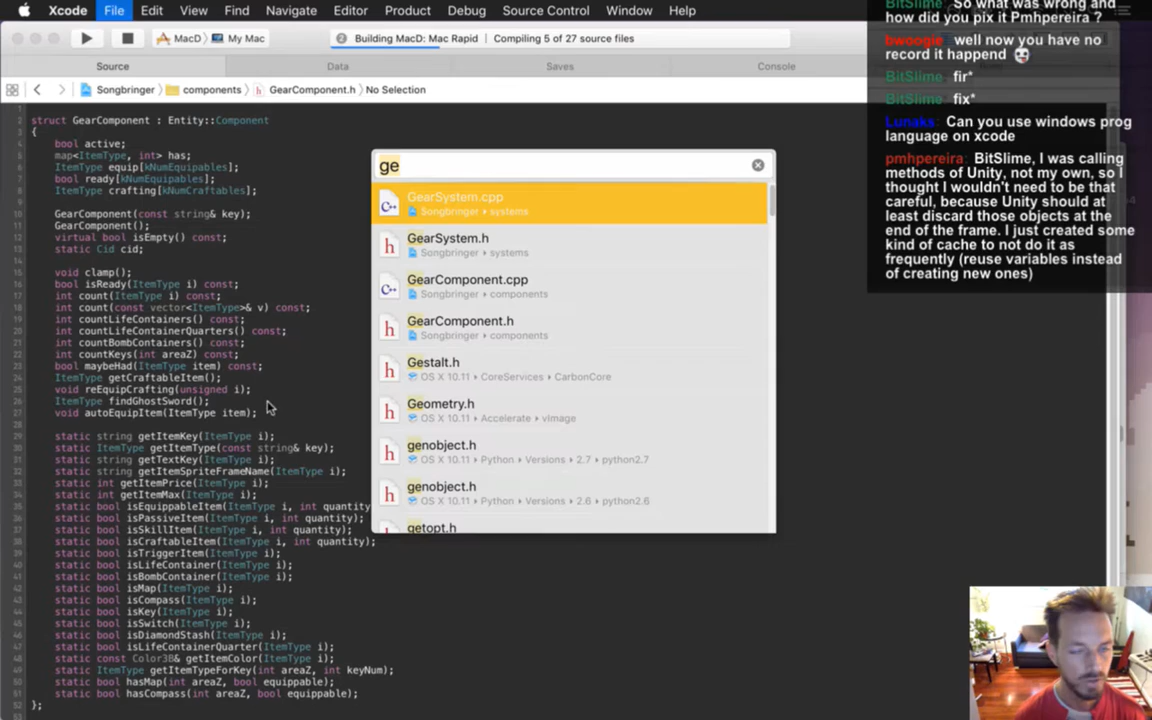 Xcode File Edit View Find Navigate Editor Product Debug Source Control Window Help
MacD My Mac
2 Building MacD: Mac Rapid Compiling 5 of 27 source files
Source Data Saves Console
Songbringer components GearComponent.h No Selection
struct GearComponent : Entity::Component
{
bool active;
map<ItemType, int> has;
ItemType equip[kNumEquipables];
bool ready[kNumEquipables];
ItemType crafting[kNumCraftables];
GearComponent(const string& key);
GearComponent();
virtual bool isEmpty() const;
static Cid cid;
void clamp();
bool isReady(ItemType i) const;
int count(ItemType i) const;
int count(const vector<ItemType>& v) const;
int countLifeContainers() const;
int countLifeContainerQuarters() const;
int countBombContainers() const;
int countKeys(int areaZ) const;
bool maybeHad(ItemType item) const;
ItemType getCraftableItem();
void reEquipCrafting(unsigned i);
ItemType findGhostSword();
void autoEquipItem(ItemType item);
static string getItemKey(ItemType i);
static ItemType getItemType(const string& key);
static string getTextKey(ItemType i);
static string getItemSpriteFrameName(ItemType i);
static int getItemPrice(ItemType i);
static int getItemMax(ItemType i);
static bool isEquippableItem(ItemType i, int quantity
static bool isPassiveItem(ItemType i, int quantity);
static bool isSkillItem(ItemType i, int quantity);
static bool isCraftableItem(ItemType i, int quantity);
static bool isTriggerItem(ItemType i);
static bool isLifeContainer(ItemType i);
static bool isBombContainer(ItemType i);
static bool isMap(ItemType i);
static bool isCompass(ItemType i);
static bool isKey(ItemType i);
static bool isSwitch(ItemType i);
static bool isDiamondStash(ItemType i);
static bool isLifeContainerQuarter(ItemType i);
static const Color3B& getItemColor(ItemType i);
static ItemType getItemTypeForKey(int areaZ, int keyNum);
static bool hasMap(int areaZ, bool equippable);
static bool hasCompass(int areaZ, bool equippable);
};
ge
GearSystem.cpp
Songbringer systems
GearSystem.h
Songbringer systems
GearComponent.cpp
Songbringer components
GearComponent.h
Songbringer components
Gestalt.h
OS X 10.11 CoreServices CarbonCore
Geometry.h
OS X 10.11 Accelerate vImage
genobject.h
OS X 10.11 Python Versions 2.7 python2.7
genobject.h
OS X 10.11 Python Versions 2.6 python2.6
getopt.h
BitSlime: So what was wrong and
how did you pix it Pmhpereira ?
bwoogie: well now you have no
record it happend
BitSlime: fir*
BitSlime: fix*
Lunaks: Can you use windows prog
language on xcode
pmhpereira: BitSlime, I was calling
methods of Unity, not my own, so I
thought I wouldn't need to be that
careful, because Unity should at
least discard those objects at the
end of the frame. I just created some
kind of cache to not do it as
frequently (reuse variables instead
of creating new ones)